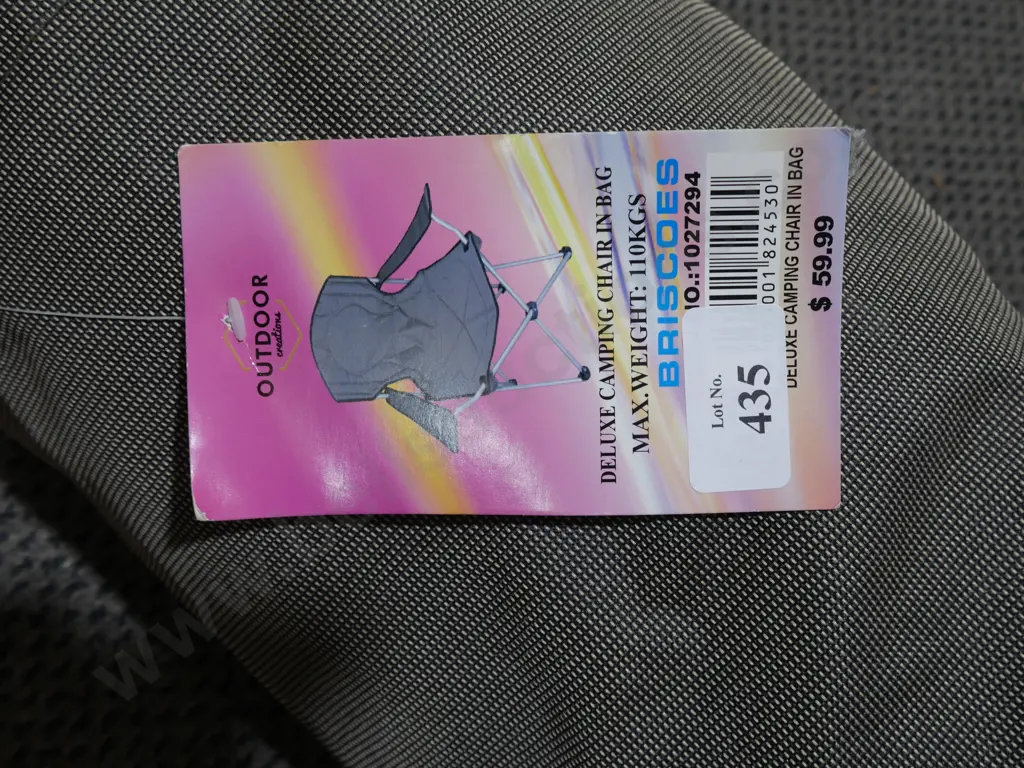 OUTDOOR
creations
DELUXE CAMPING CHAIR IN BAG
MAX. WEIGHT: 110KGS
BRISCOES
NO.:1027294
001824530
DELUXE CAMPING CHAIR IN BAG
$ 59.99
Lot No.
435